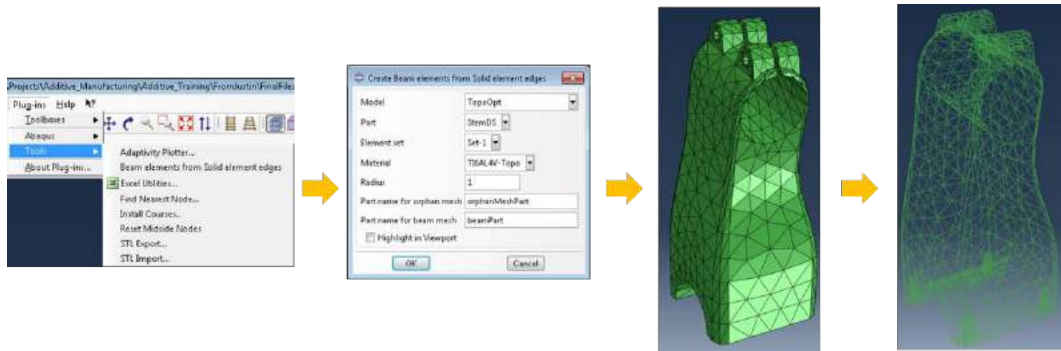 Projects\Additive_Manufacturing\Additive_Training\FromJustin\FinalFiles
Plug-ins Help
Toolboxes
Abaqus
Tools
About Plug-ins...
Adaptivity Plotter...
Beam elements from Solid element edges
Excel Utilities...
Find Nearest Node...
Install Courses...
Reset Midside Nodes
STL Export...
STL Import...
Create Beam elements from Solid element edges
Model TopoOpt
Part StemDS
Element set Set-1
Material TI6AL4V-Topo
Radius 1
Part name for orphan mesh orphanMeshPart
Part name for beam mesh beamPart
Highlight in Viewport
OK Cancel